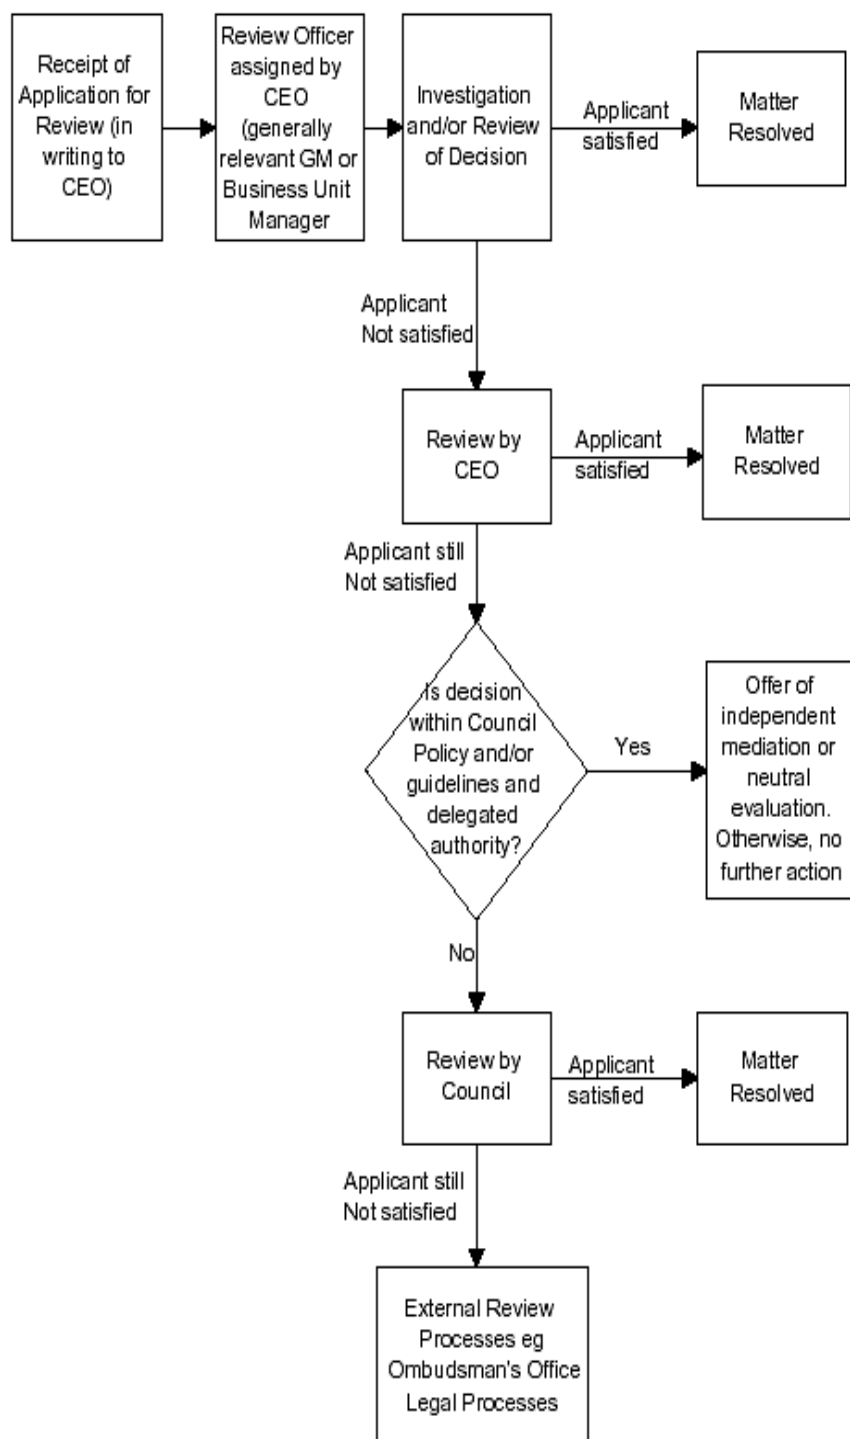 Receipt of
Application for
Review (in
writing to
CEO)
Review Officer
assigned by
CEO
(generally
relevant GM or
Business Unit
Manager
Investigation
and/or Review
of Decision
Applicant
satisfied
Matter
Resolved
Applicant
Not satisfied
Review by
CEO
Applicant
satisfied
Matter
Resolved
Applicant still
Not satisfied
Is decision
within Council
Policy and/or
guidelines and
delegated
authority?
Yes
Offer of
independent
mediation or
neutral
evaluation.
Otherwise, no
further action
No
Review by
Council
Applicant
satisfied
Matter
Resolved
Applicant still
Not satisfied
External Review
Processes eg
Ombudsman's Office
Legal Processes